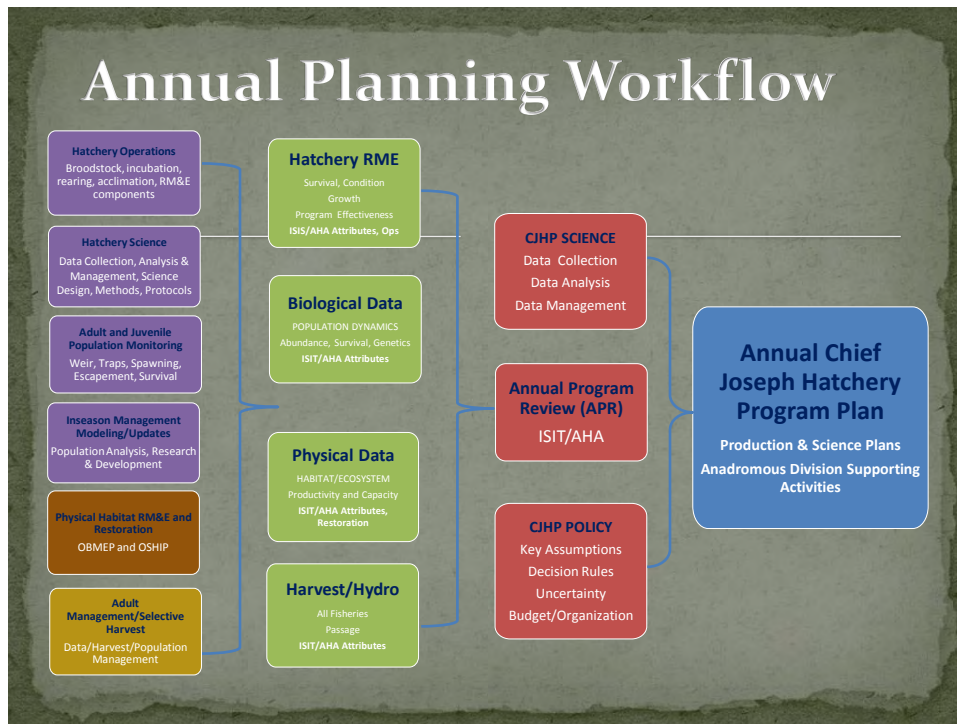 Annual Planning Workflow
Hatchery Operations
Broodstock, incubation,
rearing, acclimation, RM&E
components
Hatchery Science
Data Collection, Analysis &
Management, Science
Design, Methods, Protocols
Adult and Juvenile
Population Monitoring
Weir, Traps, Spawning,
Escapement, Survival
Inseason Management
Modeling/Updates
Population Analysis, Research
& Development
Physical Habitat RM&E and
Restoration
OBMEP and OSHIP
Adult
Management/Selective
Harvest
Data/Harvest/Population
Management
Hatchery RME
Survival, Condition
Growth
Program Effectiveness
ISIS/AHA Attributes, Ops
Biological Data
POPULATION DYNAMICS
Abundance, Survival, Genetics
ISIT/AHA Attributes
Physical Data
HABITAT/ECOSYSTEM
Productivity and Capacity
ISIT/AHA Attributes,
Restoration
Harvest/Hydro
All Fisheries
Passage
ISIT/AHA Attributes
CJHP SCIENCE
Data Collection
Data Analysis
Data Management
Annual Program
Review (APR)
ISIT/AHA
CJHP POLICY
Key Assumptions
Decision Rules
Uncertainty
Budget/Organization
Annual Chief
Joseph Hatchery
Program Plan
Production & Science Plans
Anadromous Division Supporting
Activities